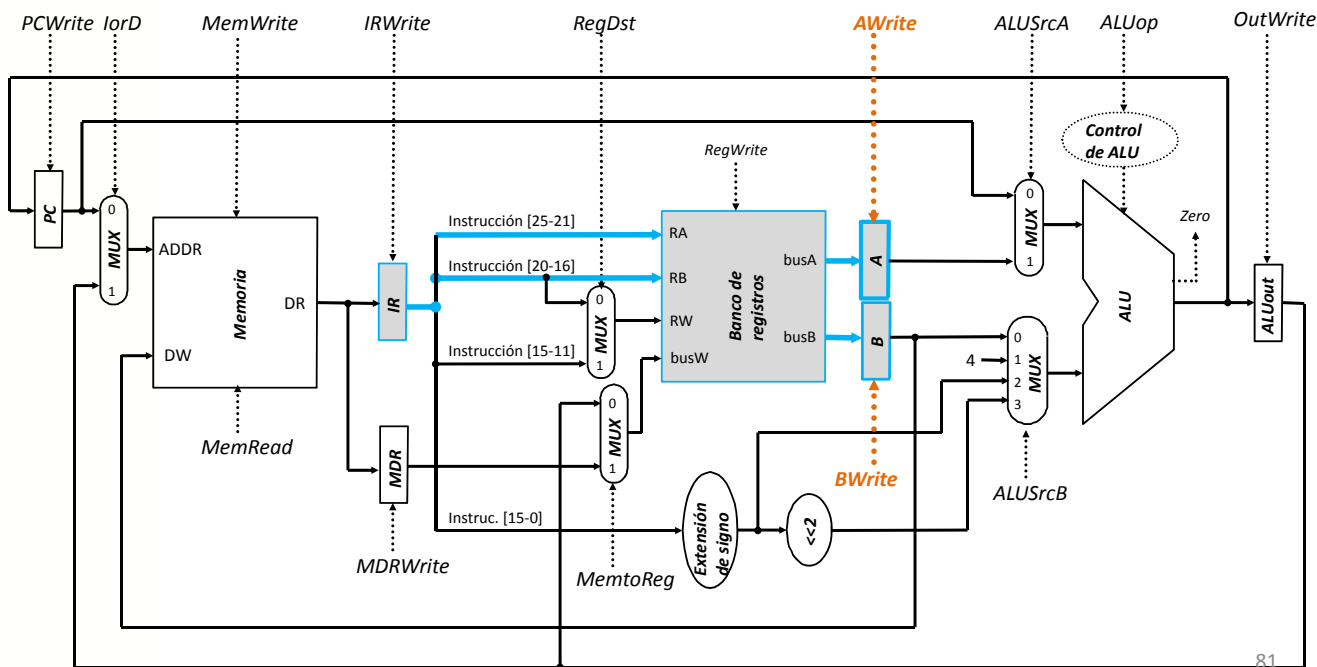 PCWrite IorD MemWrite IRWrite RegDst AWrite ALUSrcA ALUop OutWrite
Control
de ALU
RegWrite
PC
0
MUX
1
ADDR
Memoria
DR
DW
IR
Instrucción [25-21]
Instrucción [20-16]
0
MUX
1
Instrucción [15-11]
RA
RB
RW
busW
Banco de
registros
busA
busB
A
B
0
MUX
1
Zero
ALU
ALUout
4
0
1
2
3
MUX
MemRead
MDR
0
MUX
1
BWrite
ALUSrcB
Instruc. [15-0]
Extensión
de signo
<<2
MDRWrite
MemtoReg
81